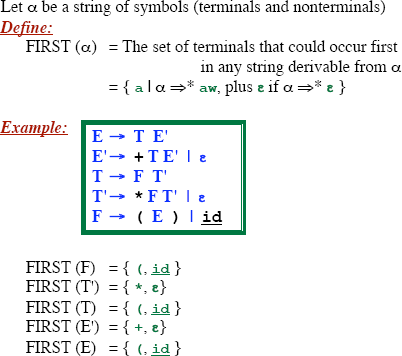 Let α be a string of symbols (terminals and nonterminals)
Define:
FIRST (α) = The set of terminals that could occur first
in any string derivable from α
= { a | α ⇒* aw, plus ε if α ⇒* ε }
Example:
E → T E'
E' → + T E' | ε
T → F T'
T' → * F T' | ε
F → ( E ) | id
FIRST (F) = { (, id }
FIRST (T') = { *, ε}
FIRST (T) = { (, id }
FIRST (E') = { +, ε}
FIRST (E) = { (, id }